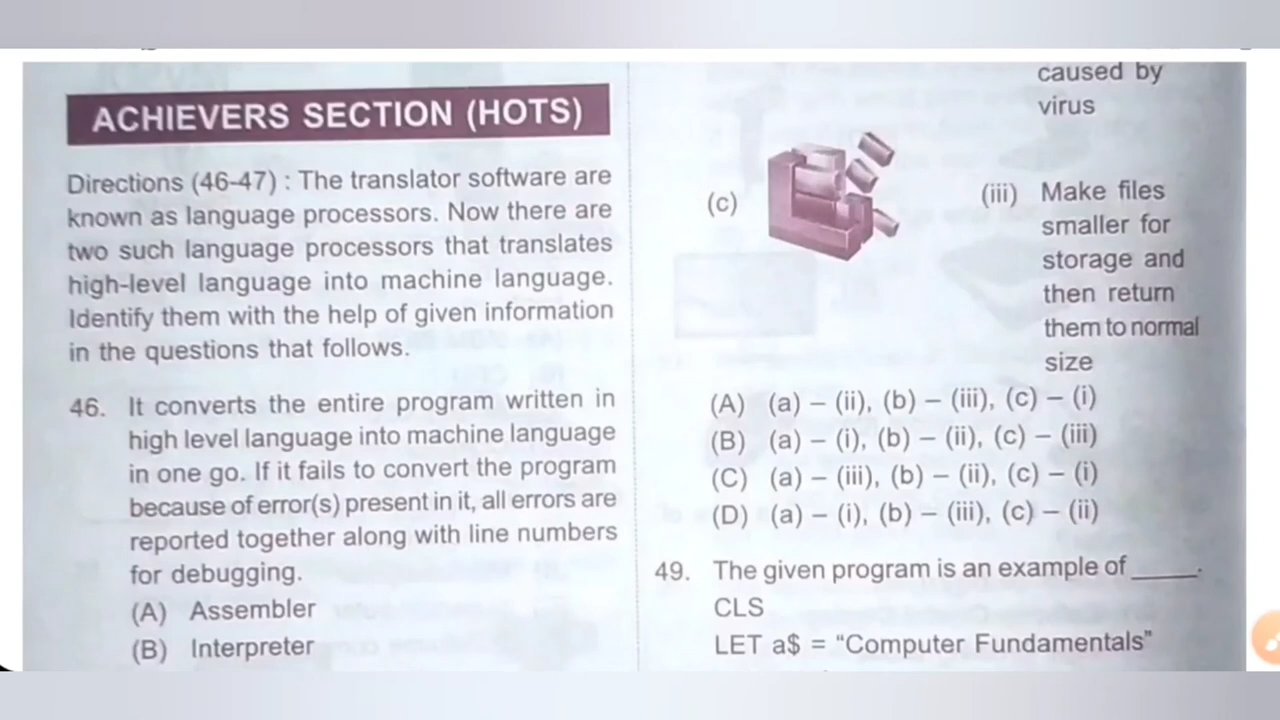 ACHIEVERS SECTION (HOTS)
Directions (46-47) : The translator software are
known as language processors. Now there are
two such language processors that translates
high-level language into machine language.
Identify them with the help of given information
in the questions that follows.
46. It converts the entire program written in
high level language into machine language
in one go. If it fails to convert the program
because of error(s) present in it, all errors are
reported together along with line numbers
for debugging.
(A) Assembler
(B) Interpreter
caused by
virus
(c)
(iii) Make files
smaller for
storage and
then return
them to normal
size
(A) (a) – (ii), (b) – (iii), (c) – (i)
(B) (a) – (i), (b) – (ii), (c) – (iii)
(C) (a) – (iii), (b) – (ii), (c) – (i)
(D) (a) – (i), (b) – (iii), (c) – (ii)
49. The given program is an example of _____.
CLS
LET a$ = “Computer Fundamentals”